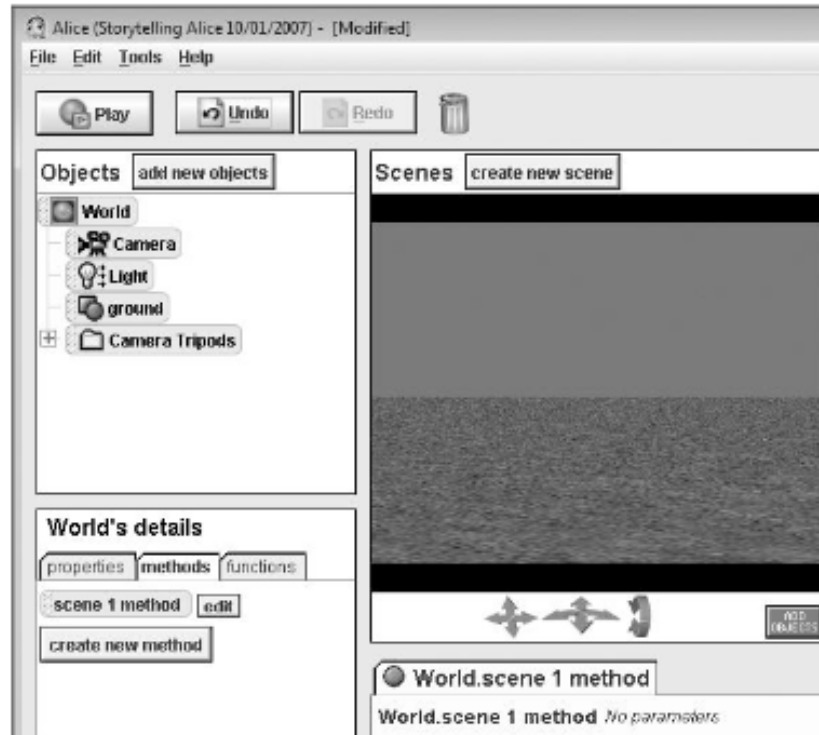 Alice (Storytelling Alice 10/01/2007) - [Modified]
File Edit Tools Help
Play Undo Redo
Objects add new objects
World
Camera
Light
ground
Camera Tripods
Scenes create new scene
ADD
OBJECTS
World's details
properties methods functions
scene 1 method edit
create new method
World.scene 1 method
World.scene 1 method No parameters